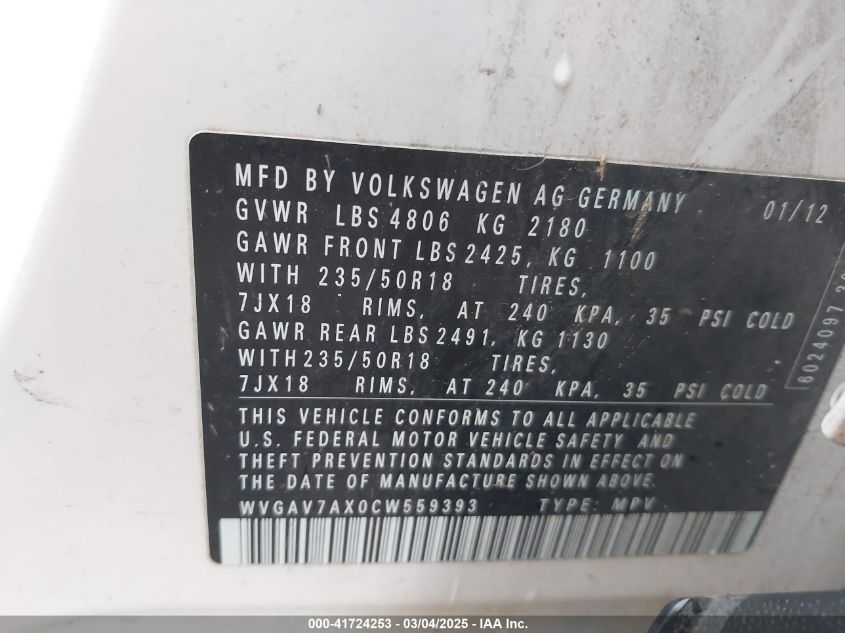 MFD BY VOLKSWAGEN AG GERMANY 01/12
GVWR LBS 4806 KG 2180
GAWR FRONT LBS 2425, KG 1100
WITH 235/50R18 TIRES,
7JX18 RIMS, AT 240 KPA, 35 PSI COLD
GAWR REAR LBS 2491, KG 1130
WITH 235/50R18 TIRES,
7JX18 RIMS, AT 240 KPA, 35 PSI COLD
THIS VEHICLE CONFORMS TO ALL APPLICABLE
U.S. FEDERAL MOTOR VEHICLE SAFETY AND
THEFT PREVENTION STANDARDS IN EFFECT ON
THE DATE OF MANUFACTURE SHOWN ABOVE.
WVGAV7AX0CW559393 TYPE: MPV
6024097
000-41724253 - 03/04/2025 - IAA Inc.